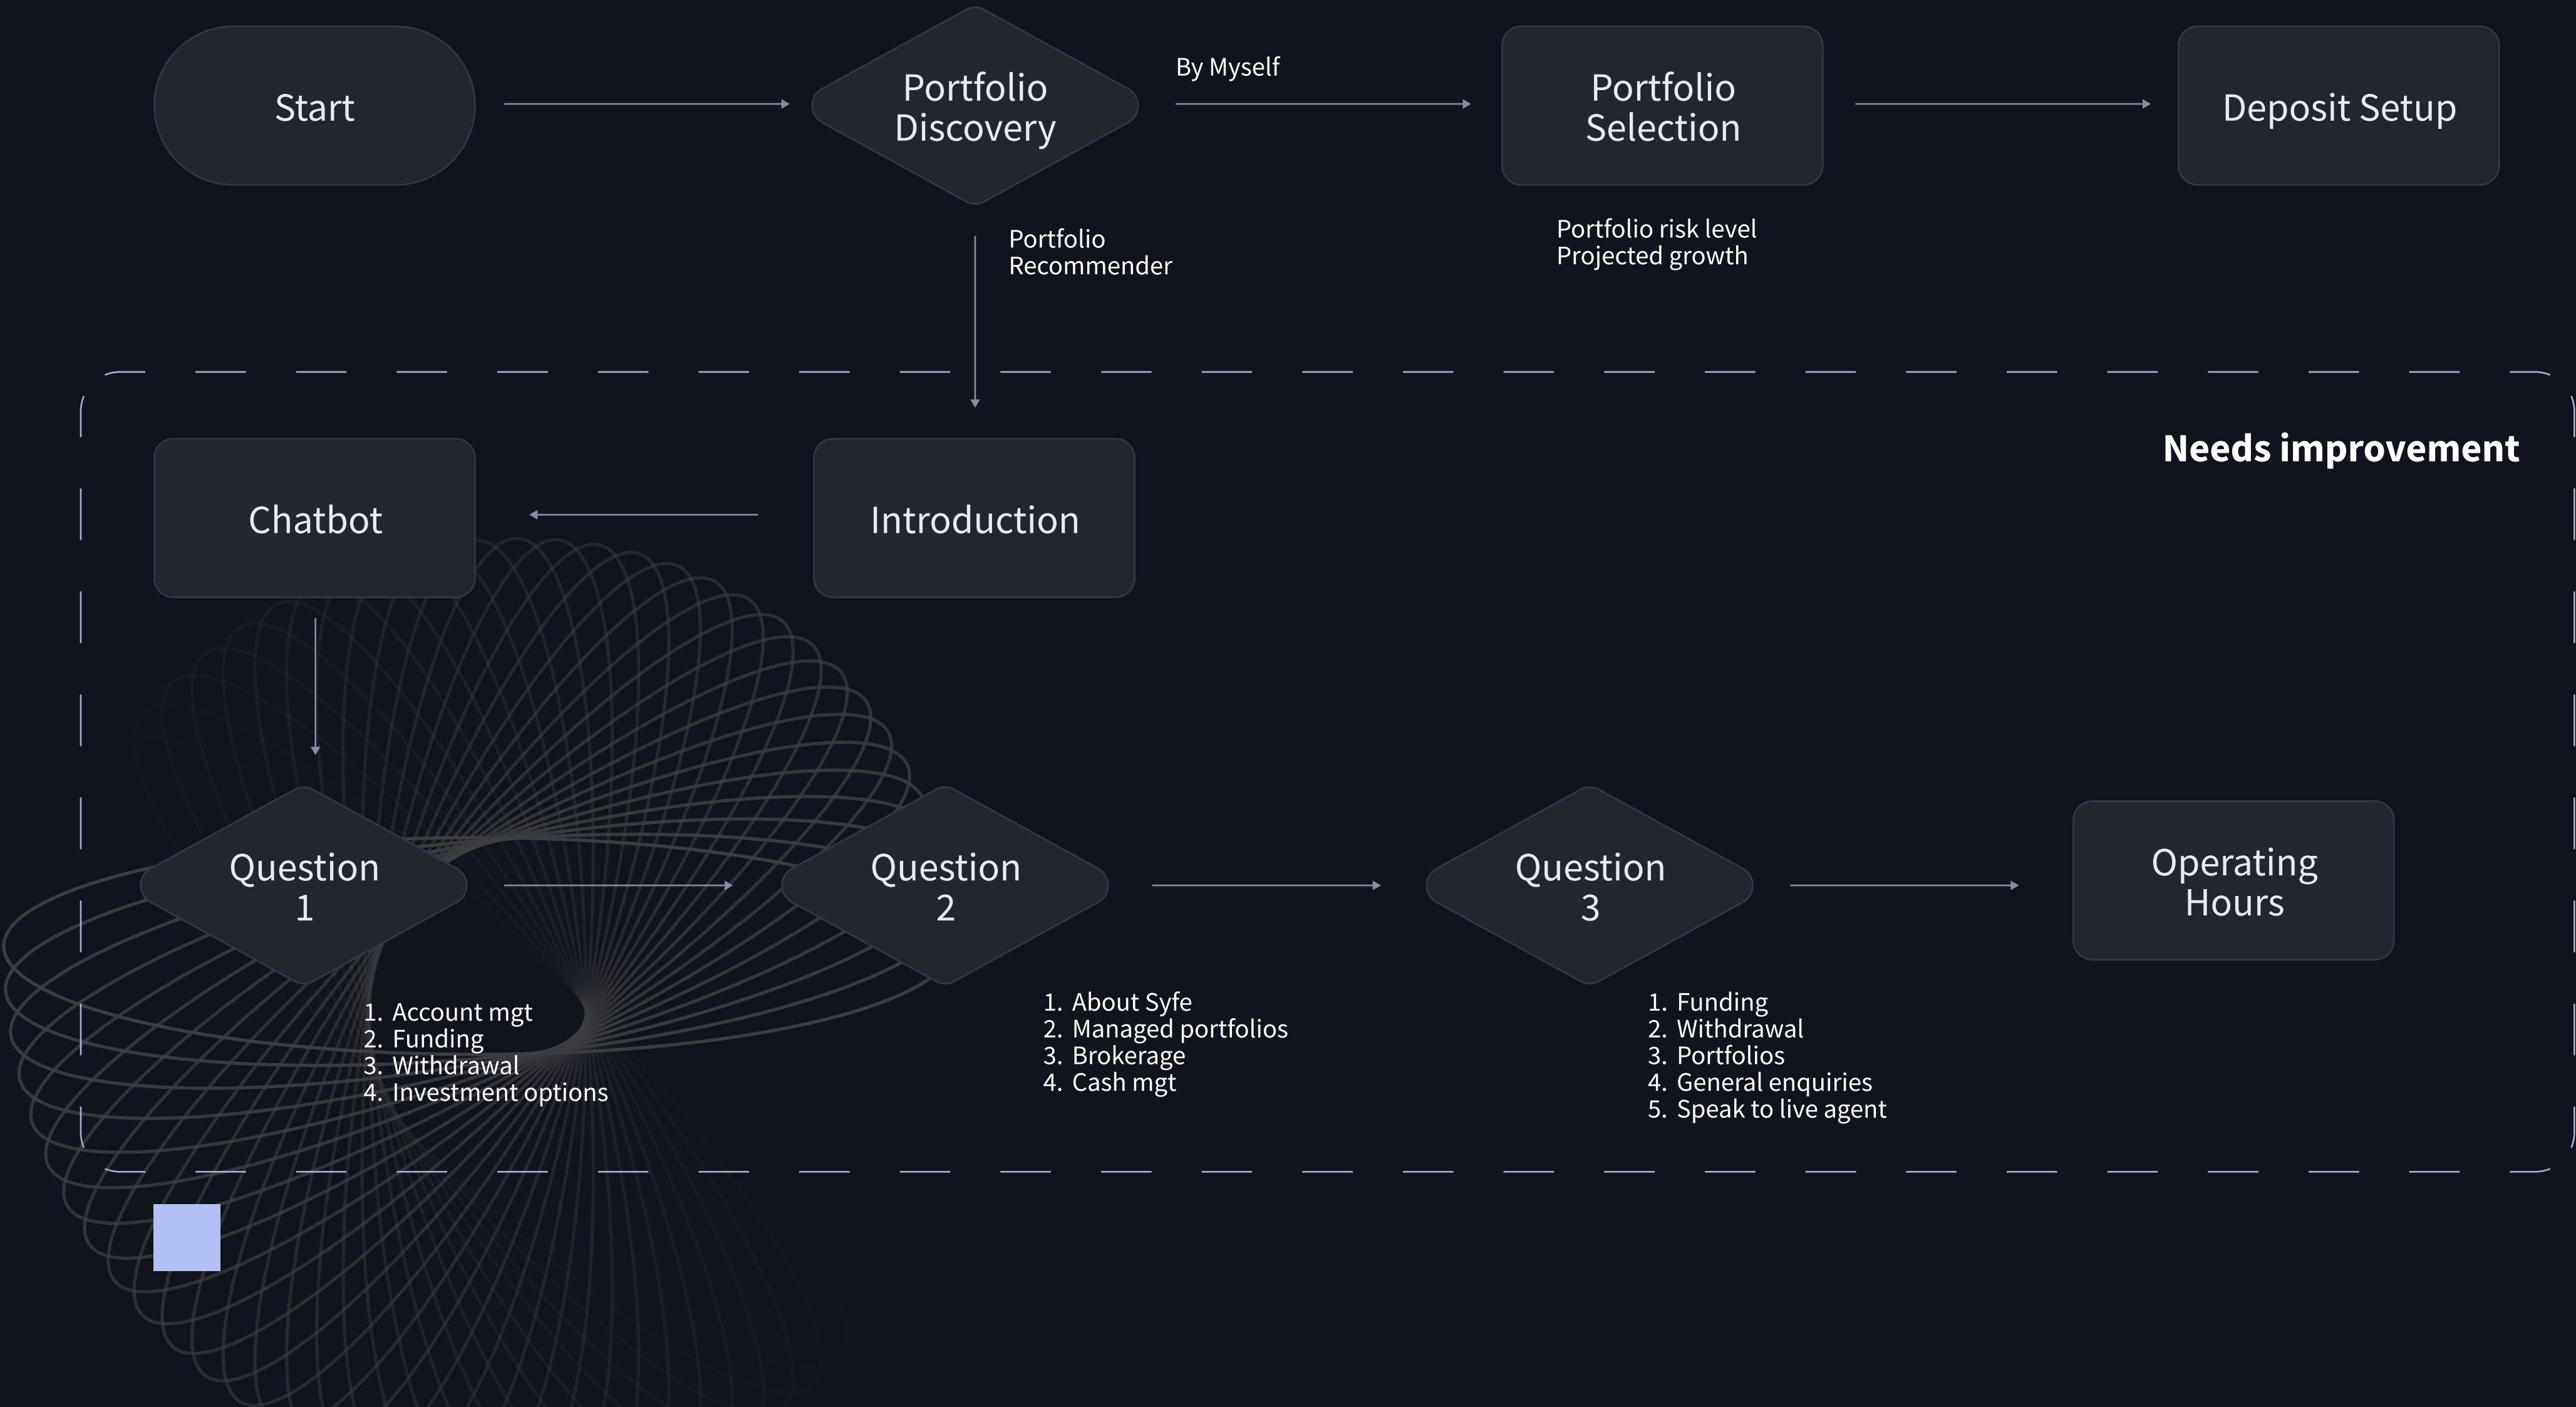 Start
Portfolio
Discovery
By Myself
Portfolio
Selection
Deposit Setup
Portfolio
Recommender
Portfolio risk level
Projected growth
Needs improvement
Chatbot
Introduction
Question
1
Question
2
Question
3
Operating
Hours
1. Account mgt
2. Funding
3. Withdrawal
4. Investment options
1. About Syfe
2. Managed portfolios
3. Brokerage
4. Cash mgt
1. Funding
2. Withdrawal
3. Portfolios
4. General enquiries
5. Speak to live agent